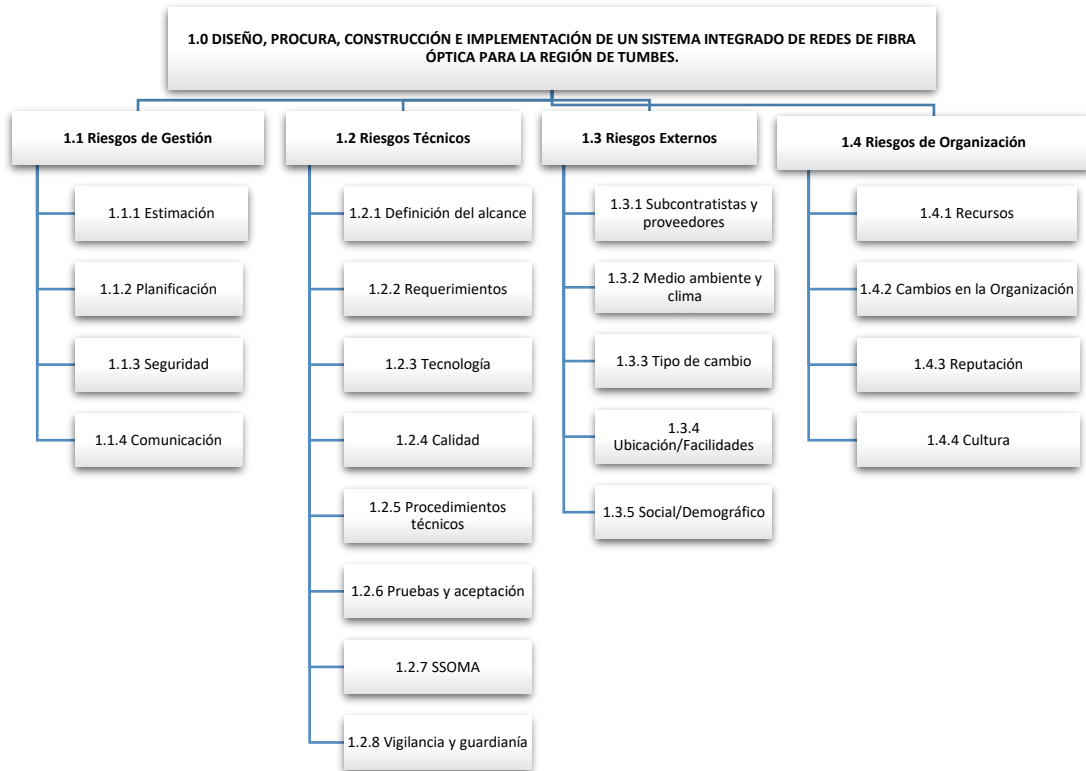 1.0 DISEÑO, PROCURA, CONSTRUCCIÓN E IMPLEMENTACIÓN DE UN SISTEMA INTEGRADO DE REDES DE FIBRA
ÓPTICA PARA LA REGIÓN DE TUMBES.
1.1 Riesgos de Gestión
1.1.1 Estimación
1.1.2 Planificación
1.1.3 Seguridad
1.1.4 Comunicación
1.2 Riesgos Técnicos
1.2.1 Definición del alcance
1.2.2 Requerimientos
1.2.3 Tecnología
1.2.4 Calidad
1.2.5 Procedimientos
técnicos
1.2.6 Pruebas y aceptación
1.2.7 SSOMA
1.2.8 Vigilancia y guardianía
1.3 Riesgos Externos
1.3.1 Subcontratistas y
proveedores
1.3.2 Medio ambiente y
clima
1.3.3 Tipo de cambio
1.3.4
Ubicación/Facilidades
1.3.5 Social/Demográfico
1.4 Riesgos de Organización
1.4.1 Recursos
1.4.2 Cambios en la Organización
1.4.3 Reputación
1.4.4 Cultura